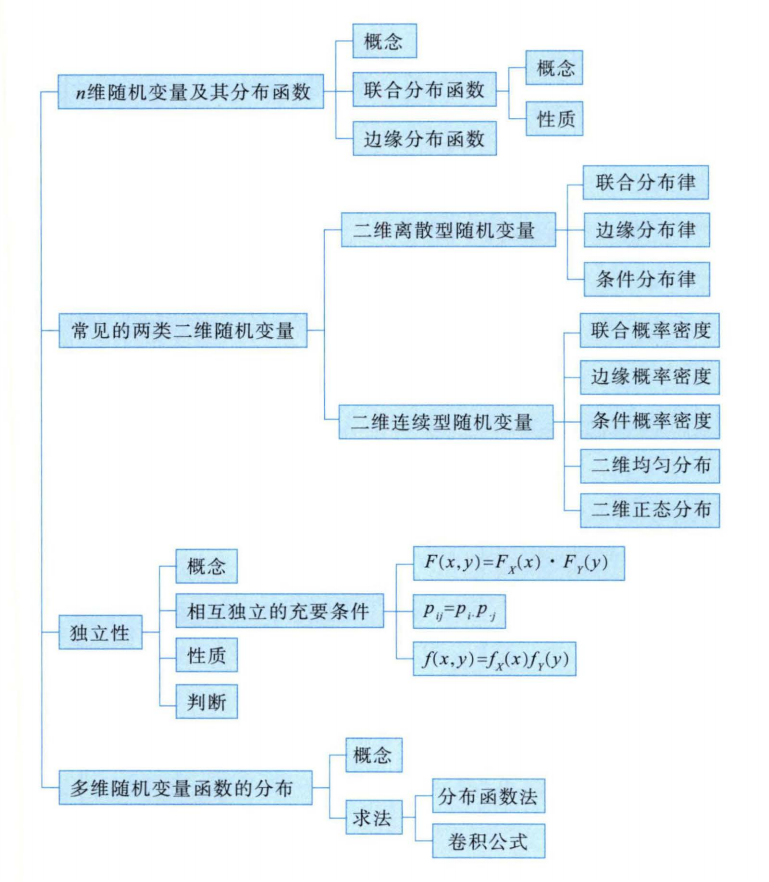 概念
n维随机变量及其分布函数
联合分布函数
概念
性质
边缘分布函数
常见的两类二维随机变量
二维离散型随机变量
联合分布律
边缘分布律
条件分布律
二维连续型随机变量
联合概率密度
边缘概率密度
条件概率密度
二维均匀分布
二维正态分布
独立性
概念
相互独立的充要条件
F(x,y)=F_X(x)·F_Y(y)
p_{ij}=p_{i·}p_{·j}
f(x,y)=f_X(x)f_Y(y)
性质
判断
多维随机变量函数的分布
概念
求法
分布函数法
卷积公式